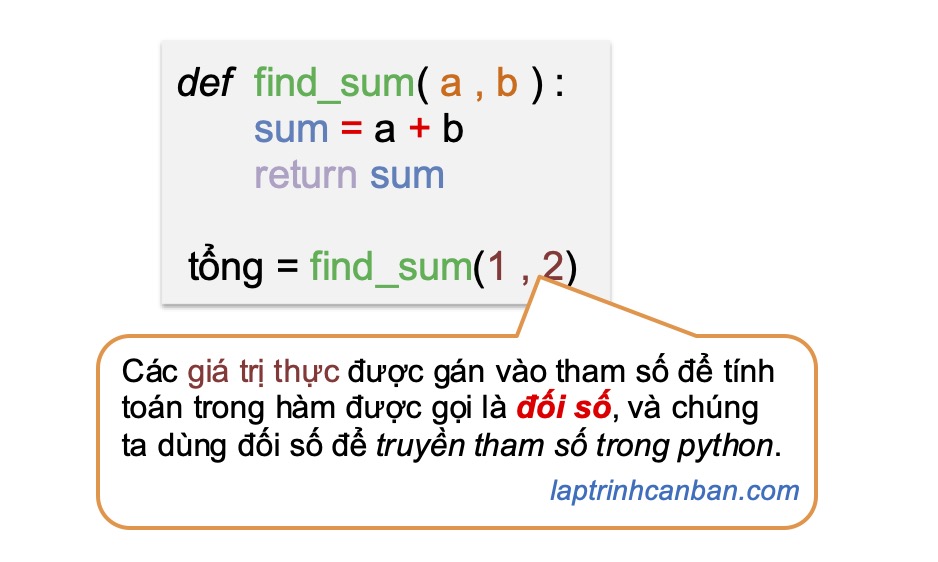 def find_sum( a , b ) :
sum = a + b
return sum
tổng = find_sum(1 , 2)
Các giá trị thực được gán vào tham số để tính
toán trong hàm được gọi là đối số, và chúng
ta dùng đối số để truyền tham số trong python.
laptrinhcanban.com